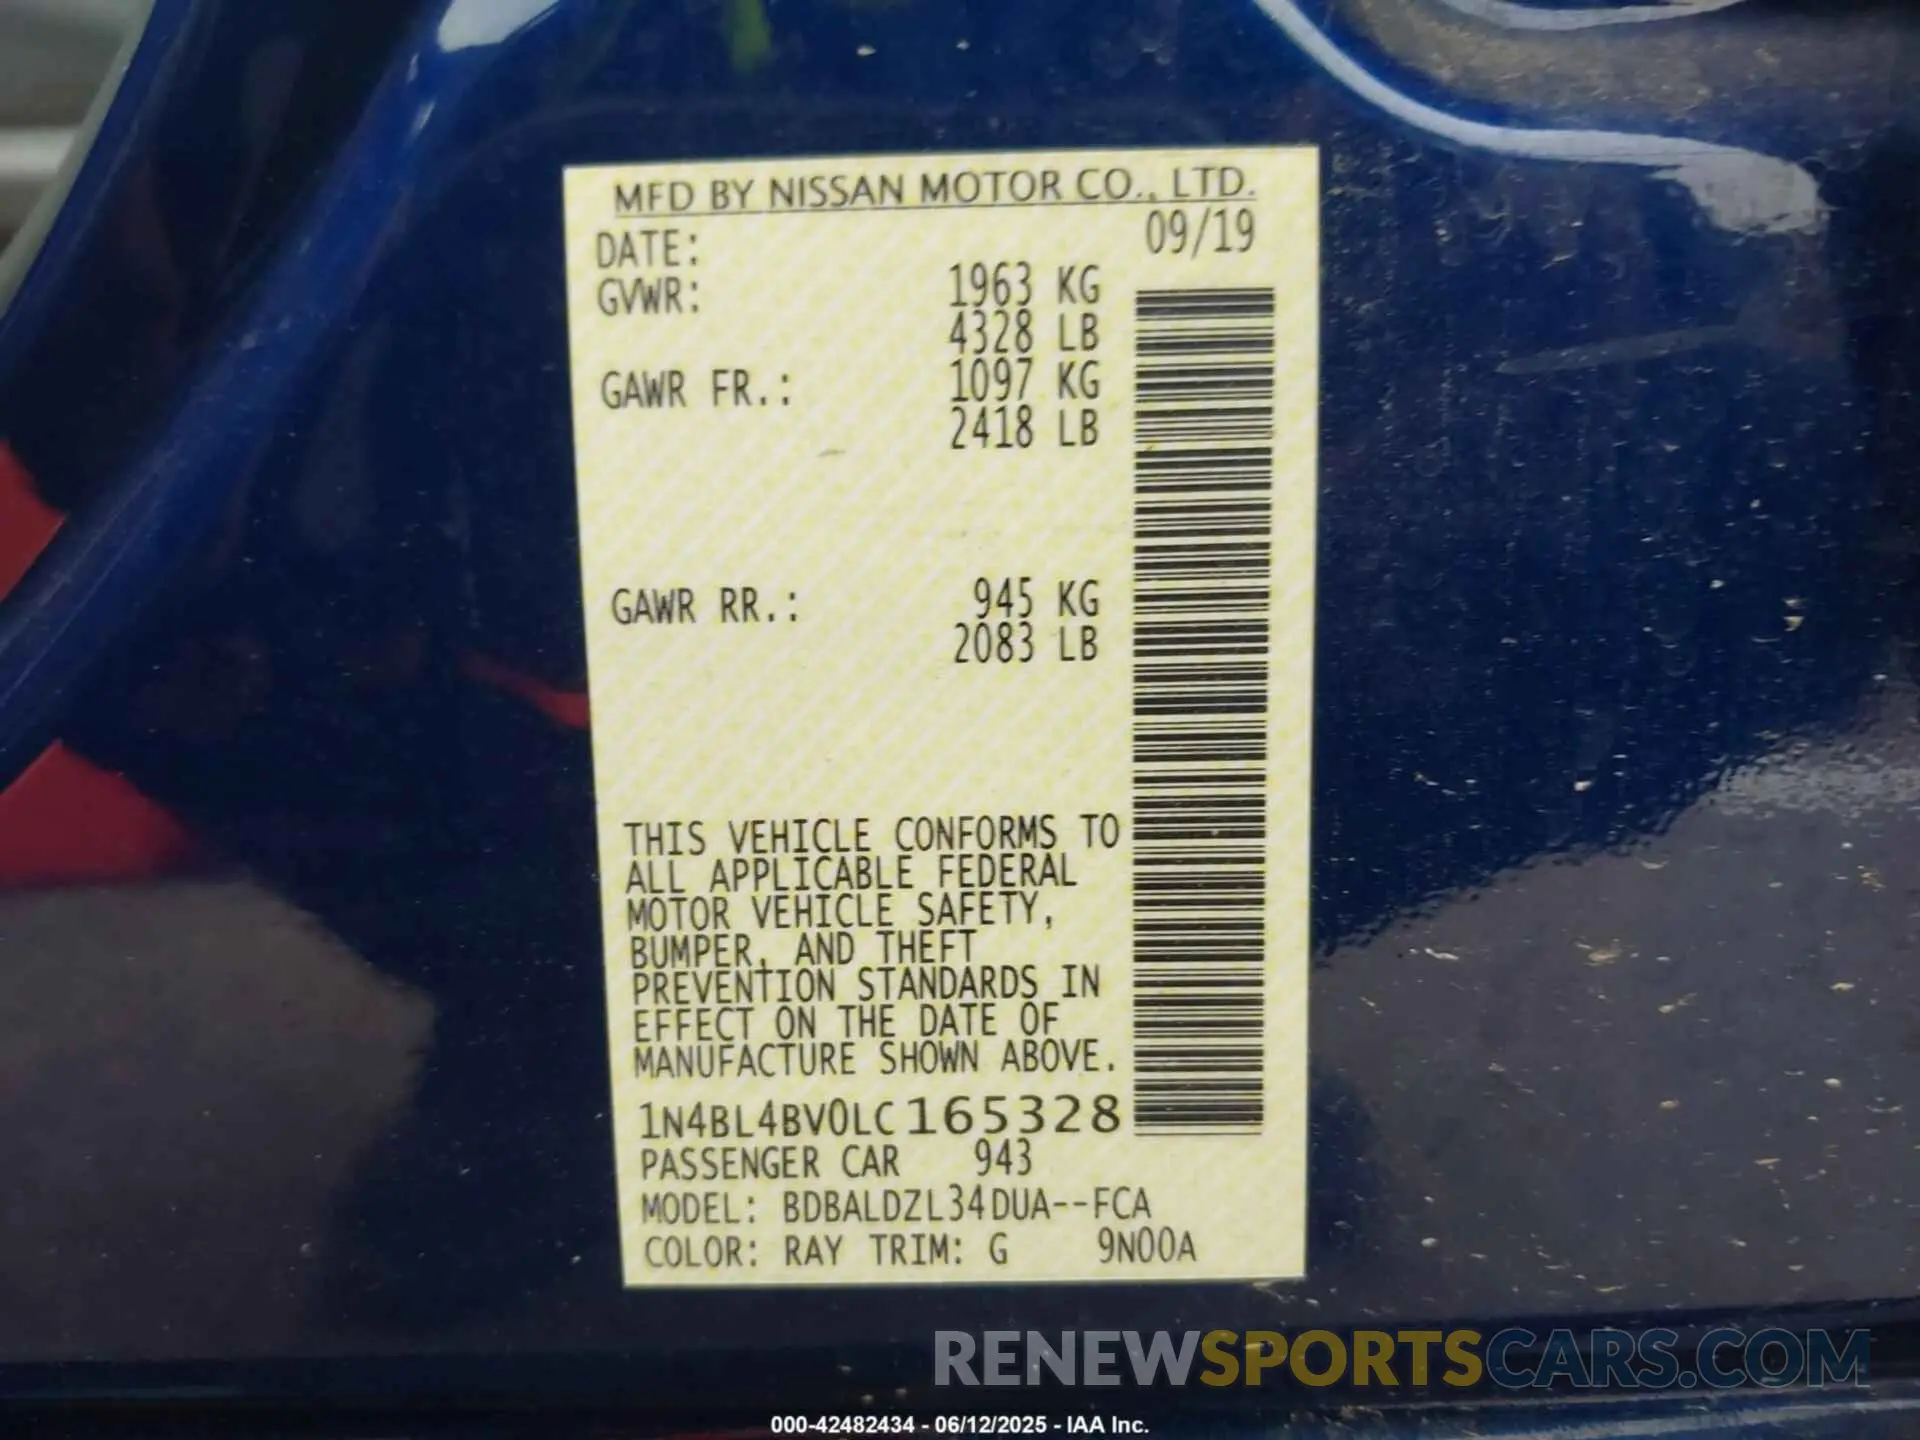 MFD BY NISSAN MOTOR CO., LTD.
DATE: 09/19
GVWR: 1963 KG
4328 LB
GAWR FR.: 1097 KG
2418 LB
GAWR RR.: 945 KG
2083 LB
THIS VEHICLE CONFORMS TO
ALL APPLICABLE FEDERAL
MOTOR VEHICLE SAFETY,
BUMPER, AND THEFT
PREVENTION STANDARDS IN
EFFECT ON THE DATE OF
MANUFACTURE SHOWN ABOVE.
1N4BL4BV0LC165328
PASSENGER CAR 943
MODEL: BDBALDZL34DUA--FCA
COLOR: RAY TRIM: G 9N00A
RENEWSPORTSCARS.COM
000-42482434 - 06/12/2025 - IAA Inc.